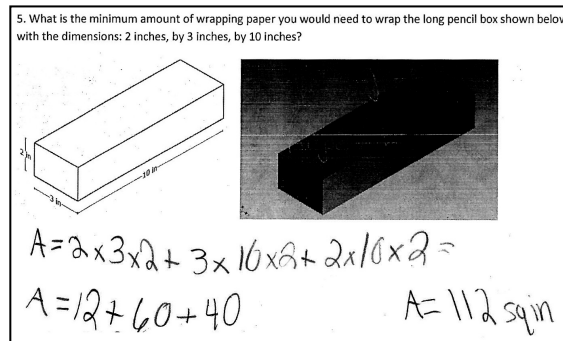 5. What is the minimum amount of wrapping paper you would need to wrap the long pencil box shown below
with the dimensions: 2 inches, by 3 inches, by 10 inches?
2 in
10 in
3 in
A=2x3x2+ 3x10x2+ 2x10x2=
A=12+60+40
A=112 sqin